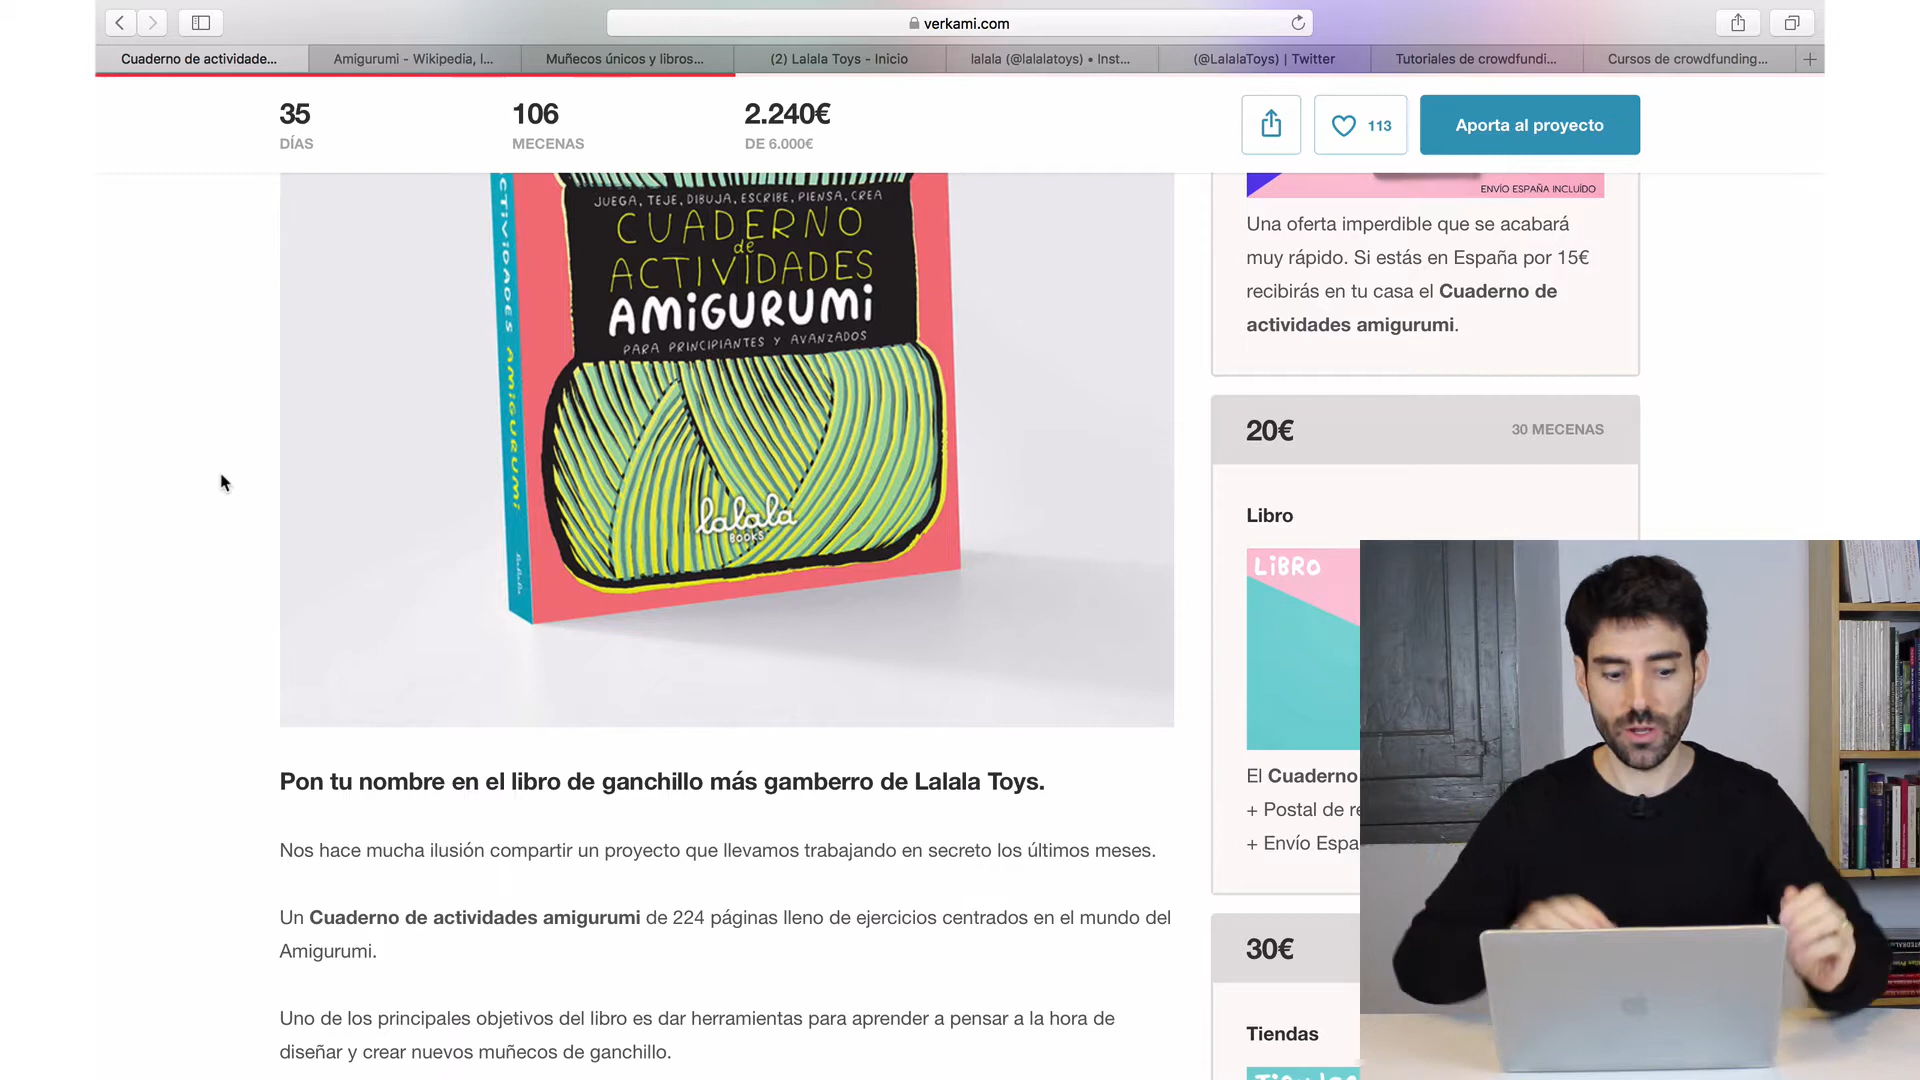 verkami.com
Cuaderno de actividade...
Amigurumi - Wikipedia, l...
Muñecos únicos y libros...
(2) Lalala Toys - Inicio
lalala (@lalalatoys) • Inst...
(@LalalaToys) | Twitter
Tutoriales de crowdfundi...
Cursos de crowdfunding...
35
DÍAS
106
MECENAS
2.240€
DE 6.000€
113
Aporta al proyecto
JUEGA, TEJE, DIBUJA, ESCRIBE, PIENSA, CREA
CUADERNO
de
ACTIVIDADES
AMiGURUMi
PARA PRINCIPIANTES Y AVANZADOS
lalala
BOOKS
CTIVIDADES AMIGURUMI
Pon tu nombre en el libro de ganchillo más gamberro de Lalala Toys.
Nos hace mucha ilusión compartir un proyecto que llevamos trabajando en secreto los últimos meses.
Un Cuaderno de actividades amigurumi de 224 páginas lleno de ejercicios centrados en el mundo del
Amigurumi.
Uno de los principales objetivos del libro es dar herramientas para aprender a pensar a la hora de
diseñar y crear nuevos muñecos de ganchillo.
ENVÍO ESPAÑA INCLUÍDO
Una oferta imperdible que se acabará
muy rápido. Si estás en España por 15€
recibirás en tu casa el Cuaderno de
actividades amigurumi.
20€
30 MECENAS
Libro
LiBRO
El Cuaderno
+ Postal de re
+ Envío Espa
30€
Tiendas